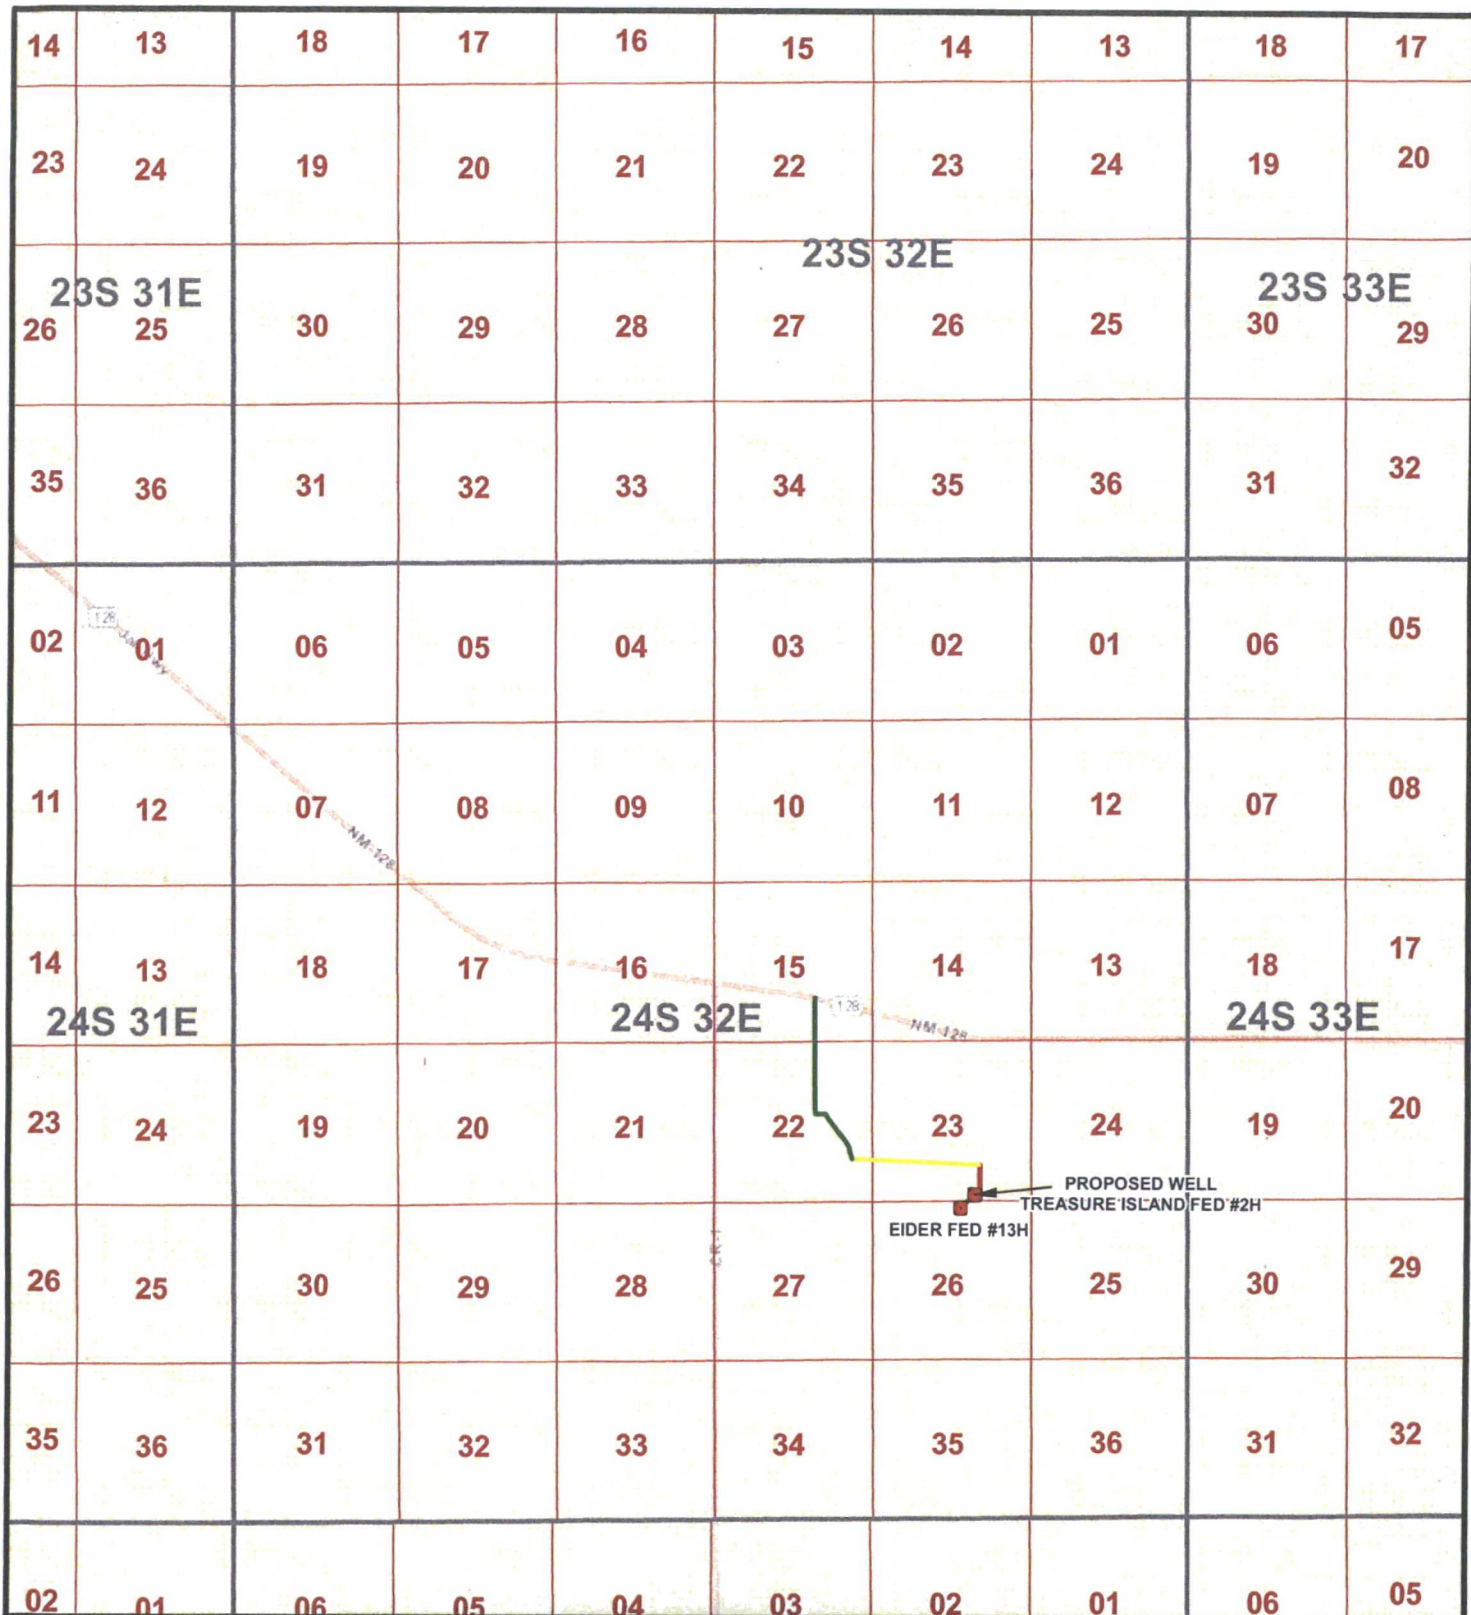 14 13 18 17 16 15 14 13 18 17
23 24 19 20 21 22 23 24 19 20
23S 32E
23S 31E
23S 33E
26 25 30 29 28 27 26 25 30 29
35 36 31 32 33 34 35 36 31 32
128
02 01 06 05 04 03 02 01 06 05
Jal Hwy
11 12 07 08 09 10 11 12 07 08
NM-128
14 13 18 17 16 15 14 13 18 17
128
24S 31E
24S 32E
NM-128
24S 33E
23 24 19 20 21 22 23 24 19 20
PROPOSED WELL
TREASURE ISLAND FED #2H
EIDER FED #13H
CR-1
26 25 30 29 28 27 26 25 30 29
35 36 31 32 33 34 35 36 31 32
02 01 06 05 04 03 02 01 06 05